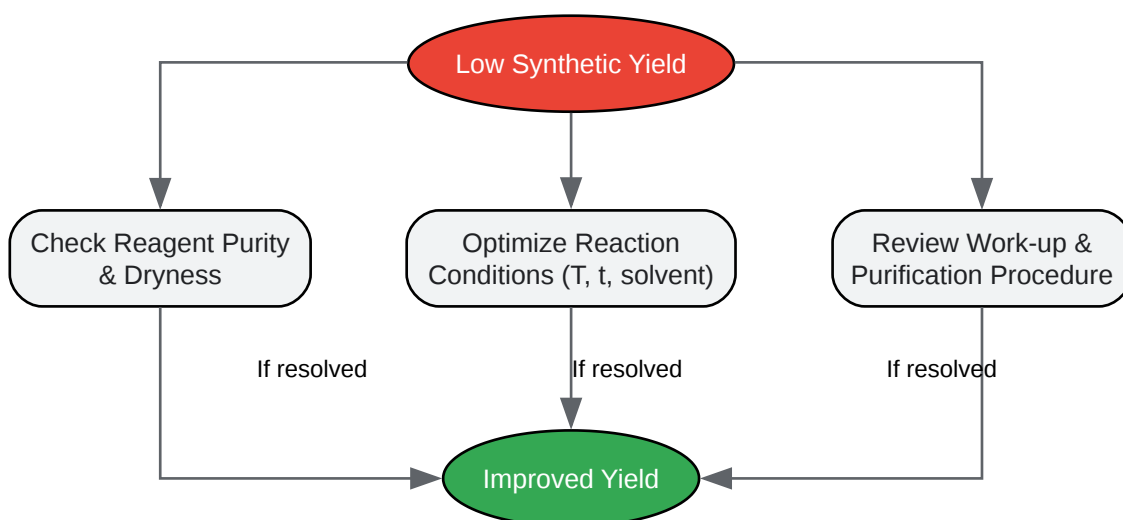 Low Synthetic Yield
Check Reagent Purity
& Dryness
Optimize Reaction
Conditions (T, t, solvent)
Review Work-up &
Purification Procedure
If resolved
If resolved
If resolved
Improved Yield